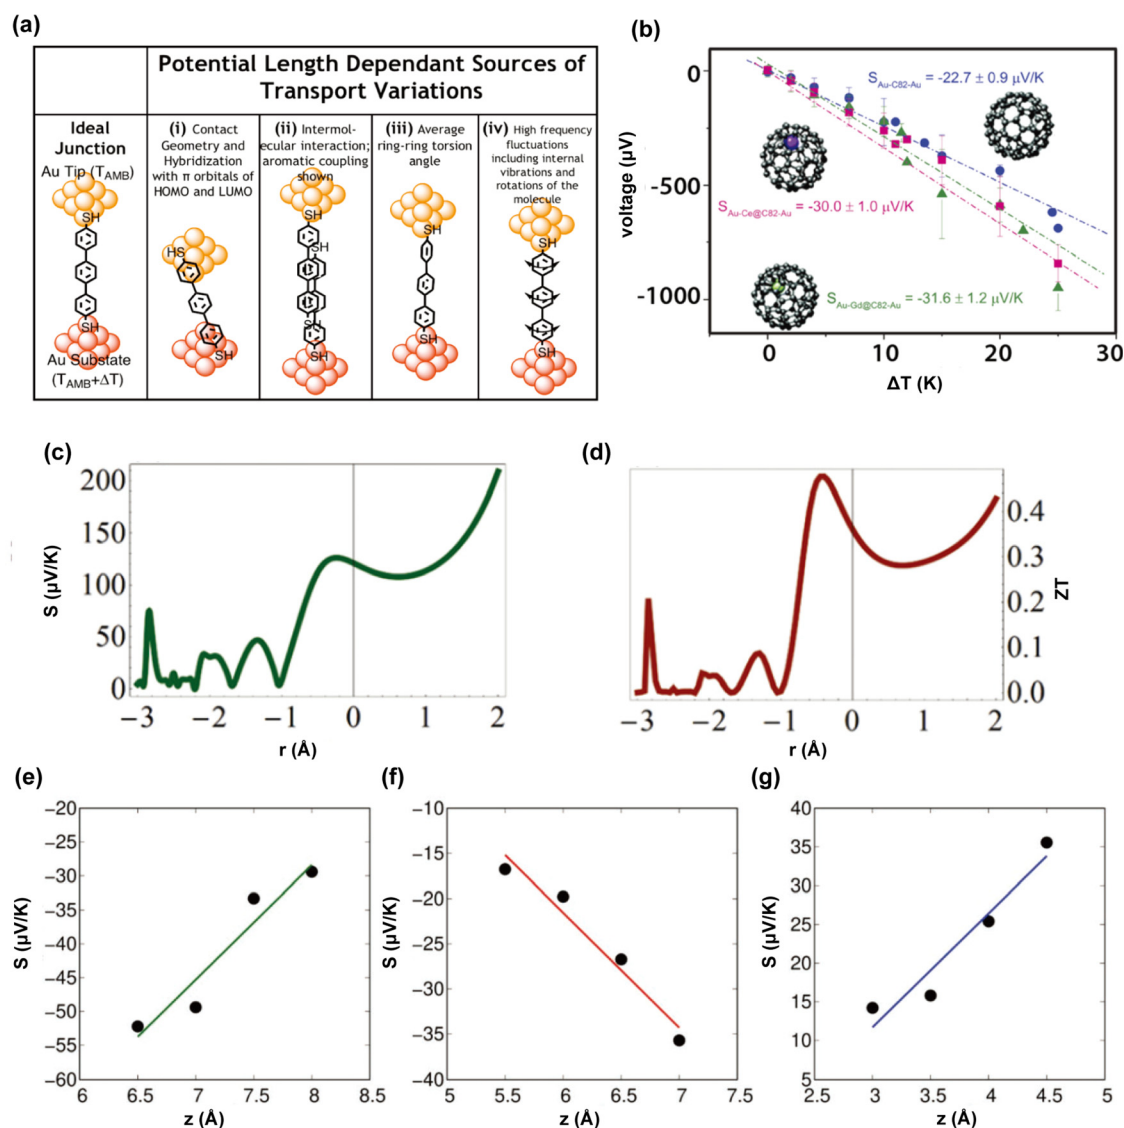 (a)
Potential Length Dependant Sources of
Transport Variations
Ideal
Junction
Au Tip (TAMB)
SH
SH
Au Substate
(TAMB+ΔT)
(i) Contact
Geometry and
Hybridization
with π orbitals of
HOMO and LUMO
HS
SH
(ii) Intermol-
ecular interaction;
aromatic coupling
shown
SH
SH
SH
SH
(iii) Average
ring-ring torsion
angle
SH
SH
(iv) High frequency
fluctuations
including internal
vibrations and
rotations of the
molecule
SH
SH
(b)
voltage (µV)
0
-500
-1000
SAu-C82-Au = -22.7 ± 0.9 µV/K
SAu-Ce@C82-Au = -30.0 ± 1.0 µV/K
SAu-Gd@C82-Au = -31.6 ± 1.2 µV/K
0 10 20 30
ΔT (K)
(c)
S (µV/K)
200
150
100
50
0
−3 −2 −1 0 1 2
r (Å)
(d)
0.4
0.3
0.2
0.1
0.0
ZT
−3 −2 −1 0 1 2
r (Å)
(e)
S (µV/K)
−20
−25
−30
−35
−40
−45
−50
−55
−60
6 6.5 7 7.5 8 8.5
z (Å)
(f)
S (µV/K)
−10
−15
−20
−25
−30
−35
−40
5 5.5 6 6.5 7 7.5
z (Å)
(g)
S (µV/K)
40
35
30
25
20
15
10
5
2.5 3 3.5 4 4.5 5
z (Å)